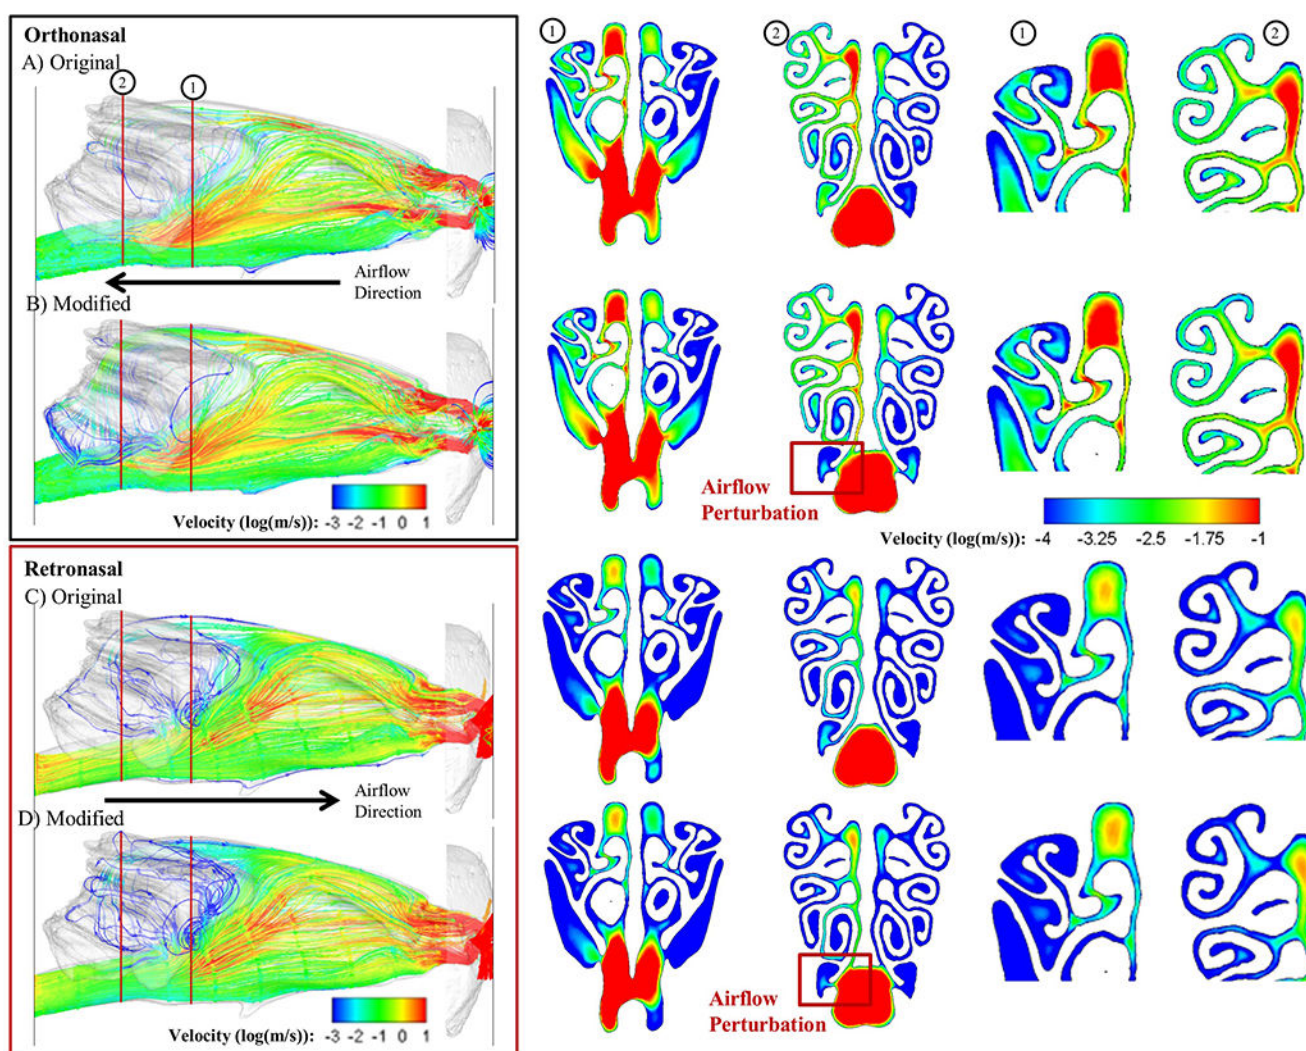 Orthonasal
A) Original
2
1
Airflow
Direction
B) Modified
Velocity (log(m/s)): -3 -2 -1 0 1
Retronasal
C) Original
Airflow
Direction
D) Modified
Velocity (log(m/s)): -3 -2 -1 0 1
1
2
1
2
Airflow
Perturbation
Velocity (log(m/s)): -4 -3.25 -2.5 -1.75 -1
Airflow
Perturbation